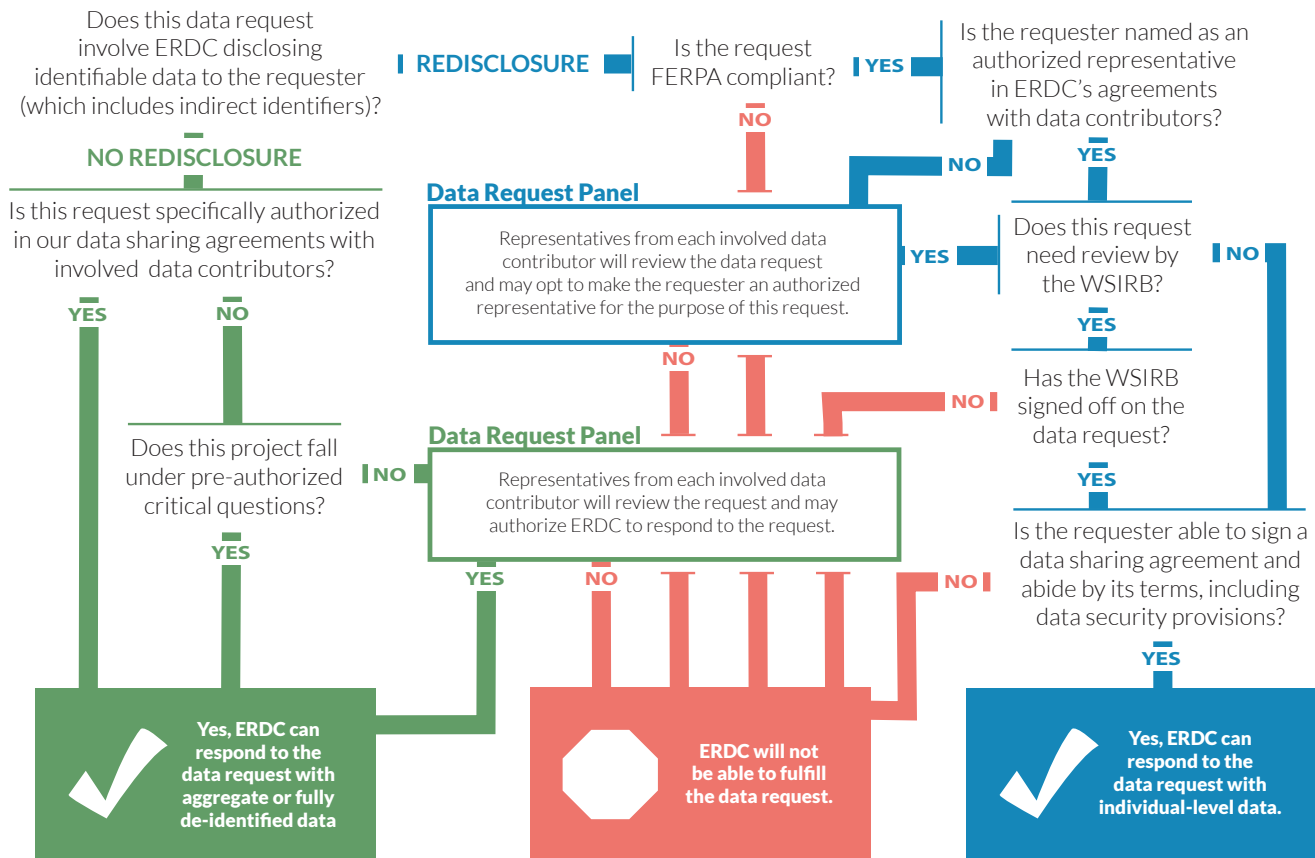 Does this data request
involve ERDC disclosing
identifiable data to the requester
(which includes indirect identifiers)?
REDISCLOSURE
Is the request
FERPA compliant?
YES
Is the requester named as an
authorized representative
in ERDC’s agreements
with data contributors?
NO
NO REDISCLOSURE
NO
YES
Is this request specifically authorized
in our data sharing agreements with
involved data contributors?
Data Request Panel
Representatives from each involved data
contributor will review the data request
and may opt to make the requester an authorized
representative for the purpose of this request.
YES
Does this request
need review by
the WSIRB?
NO
YES
NO
YES
NO
Has the WSIRB
signed off on the
data request?
NO
Does this project fall
under pre-authorized
critical questions?
NO
Data Request Panel
Representatives from each involved data
contributor will review the request and may
authorize ERDC to respond to the request.
YES
Is the requester able to sign a
data sharing agreement and
abide by its terms, including
data security provisions?
YES
YES
NO
NO
YES
Yes, ERDC can
respond to the
data request with
aggregate or fully
de-identified data
ERDC will not
be able to fulfill
the data request.
Yes, ERDC can
respond to the
data request with
individual-level data.